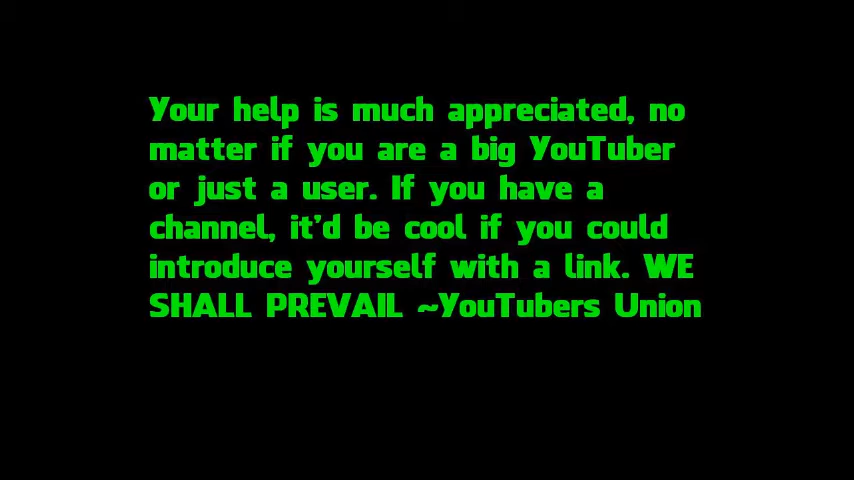 Your help is much appreciated, no
matter if you are a big YouTuber
or just a user. If you have a
channel, it'd be cool if you could
introduce yourself with a link. WE
SHALL PREVAIL ~YouTubers Union